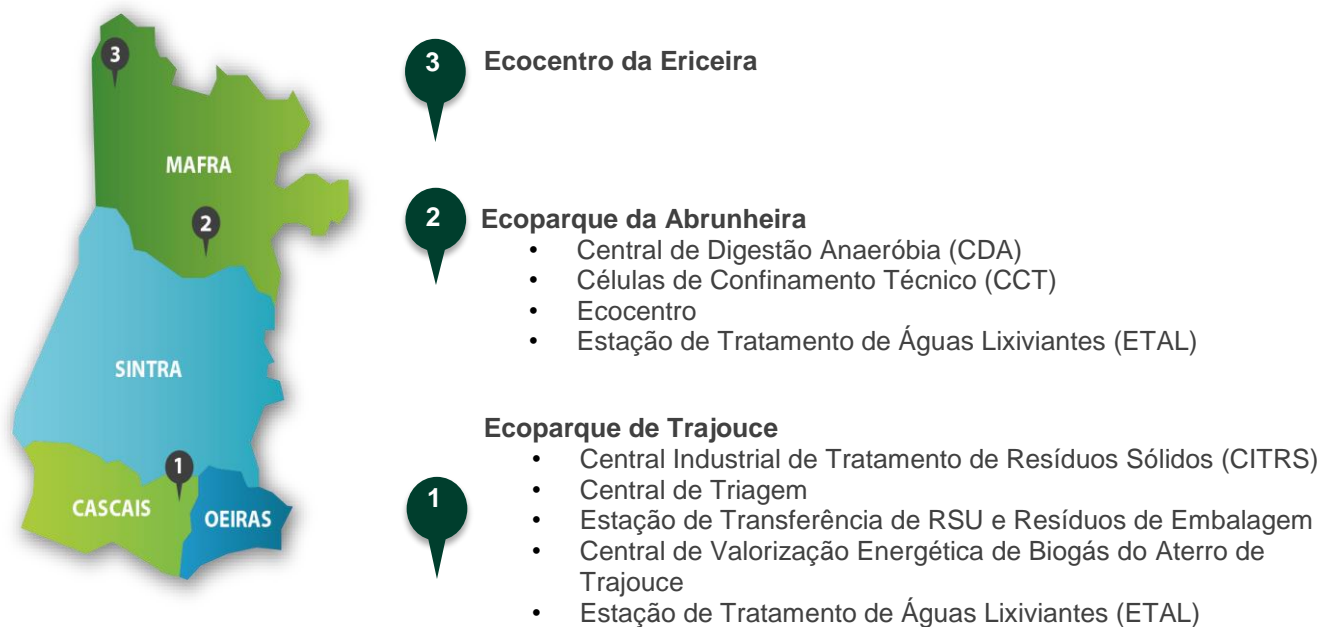 3
MAFRA
2
SINTRA
1
CASCAIS
OEIRAS
3
Ecocentro da Ericeira
2
Ecoparque da Abrunheira
• Central de Digestão Anaeróbia (CDA)
• Células de Confinamento Técnico (CCT)
• Ecocentro
• Estação de Tratamento de Águas Lixiviantes (ETAL)
1
Ecoparque de Trajouce
• Central Industrial de Tratamento de Resíduos Sólidos (CITRS)
• Central de Triagem
• Estação de Transferência de RSU e Resíduos de Embalagem
• Central de Valorização Energética de Biogás do Aterro de
Trajouce
• Estação de Tratamento de Águas Lixiviantes (ETAL)